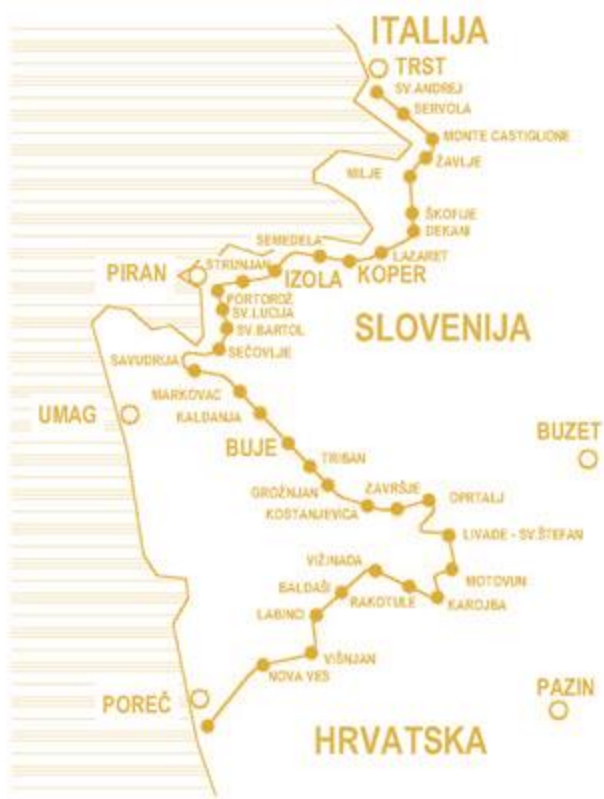 ITALIJA
TRST
SV.ANDREJ
SERVOLA
MONTE CASTIGLIONE
ŽAVLJE
MILJE
ŠKOFIJE
DEKANI
SEMEDELA
LAZARET
STRUNJAN
PIRAN
IZOLA
KOPER
PORTOROŽ
SV.LUCIJA
SV.BARTOL
SLOVENIJA
SEČOVLJE
SAVUDRIJA
MARKOVAC
UMAG
KALDANJA
BUJE
BUZET
TRIBAN
GROŽNJAN
ZAVRŠJE
OPRTALJ
KOSTANJEVICA
LIVADE - SV.ŠTEFAN
VIŽINADA
MOTOVUN
BALDAŠI
RAKOTULE
KAROJBA
LABINCI
VIŠNJAN
NOVA VES
PAZIN
POREČ
HRVATSKA